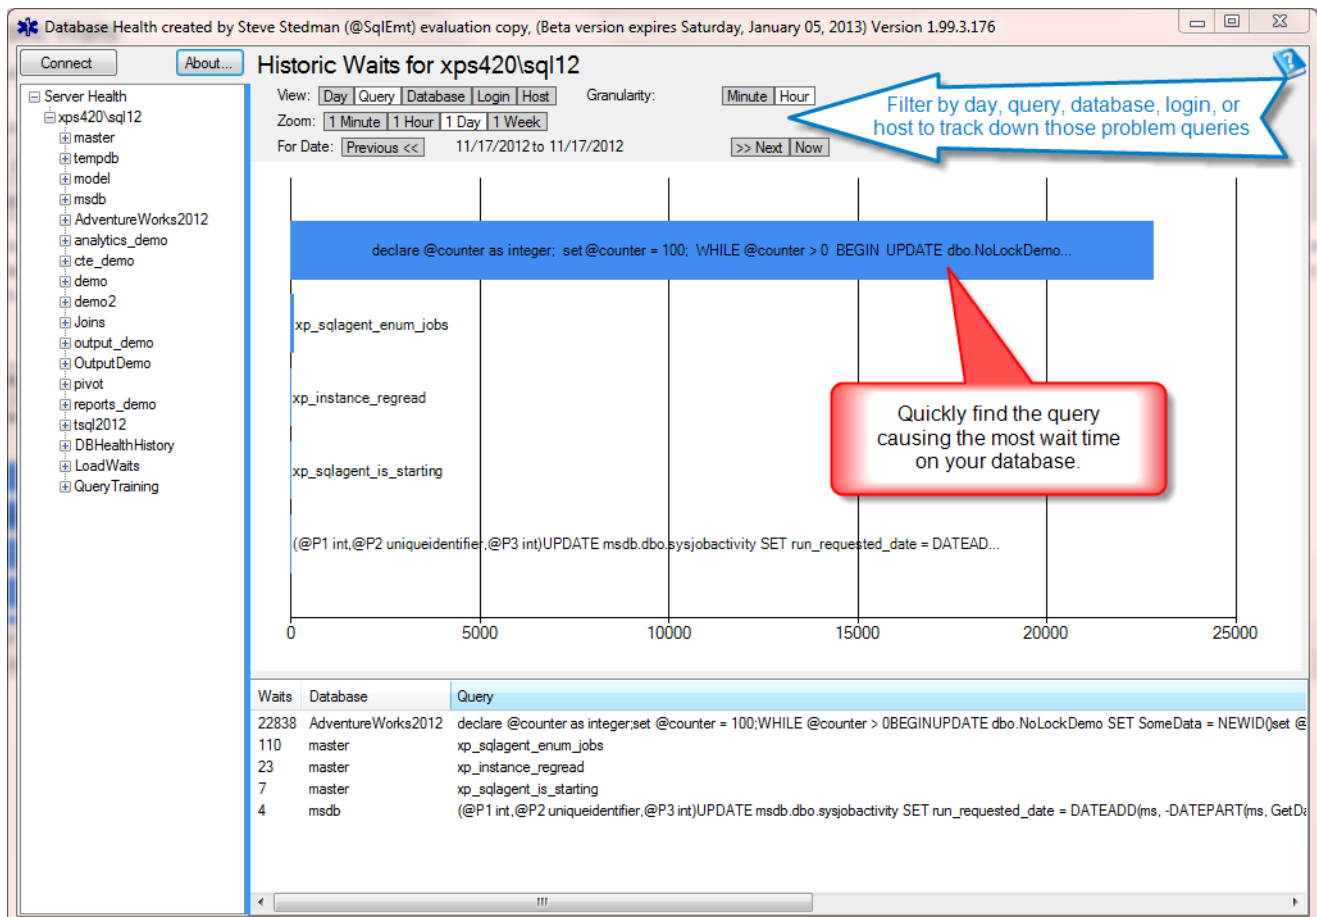 Database Health created by Steve Stedman (@SqlEmt) evaluation copy, (Beta version expires Saturday, January 05, 2013) Version 1.99.3.176
Connect
About...
Historic Waits for xps420\sql12
View: Day Query Database Login Host Granularity: Minute Hour
Zoom: 1 Minute 1 Hour 1 Day 1 Week
For Date: Previous << 11/17/2012 to 11/17/2012 >> Next Now
Filter by day, query, database, login, or
host to track down those problem queries
Server Health
xps420\sql12
master
tempdb
model
msdb
AdventureWorks2012
analytics_demo
cte_demo
demo
demo2
Joins
output_demo
OutputDemo
pivot
reports_demo
tsql2012
DBHealthHistory
LoadWaits
QueryTraining
declare @counter as integer; set @counter = 100; WHILE @counter > 0 BEGIN UPDATE dbo.NoLockDemo...
xp_sqlagent_enum_jobs
xp_instance_regread
xp_sqlagent_is_starting
(@P1 int,@P2 uniqueidentifier,@P3 int)UPDATE msdb.dbo.sysjobactivity SET run_requested_date = DATEAD...
Quickly find the query
causing the most wait time
on your database.
0 5000 10000 15000 20000 25000
Waits Database Query
22838 AdventureWorks2012 declare @counter as integer;set @counter = 100;WHILE @counter > 0BEGINUPDATE dbo.NoLockDemo SET SomeData = NEWID()set @
110 master xp_sqlagent_enum_jobs
23 master xp_instance_regread
7 master xp_sqlagent_is_starting
4 msdb (@P1 int,@P2 uniqueidentifier,@P3 int)UPDATE msdb.dbo.sysjobactivity SET run_requested_date = DATEADD(ms, -DATEPART(ms, GetDa